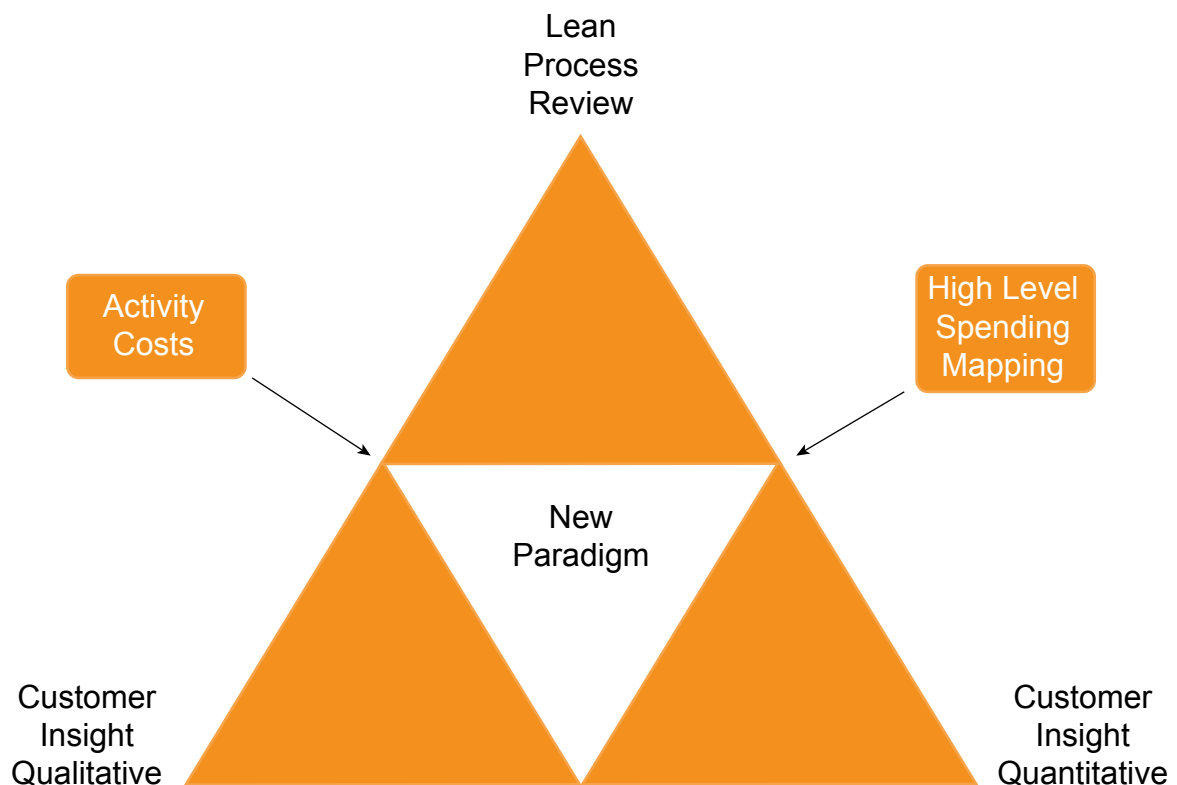 Lean
Process
Review
Activity
Costs
High Level
Spending
Mapping
New
Paradigm
Customer
Insight
Qualitative
Customer
Insight
Quantitative